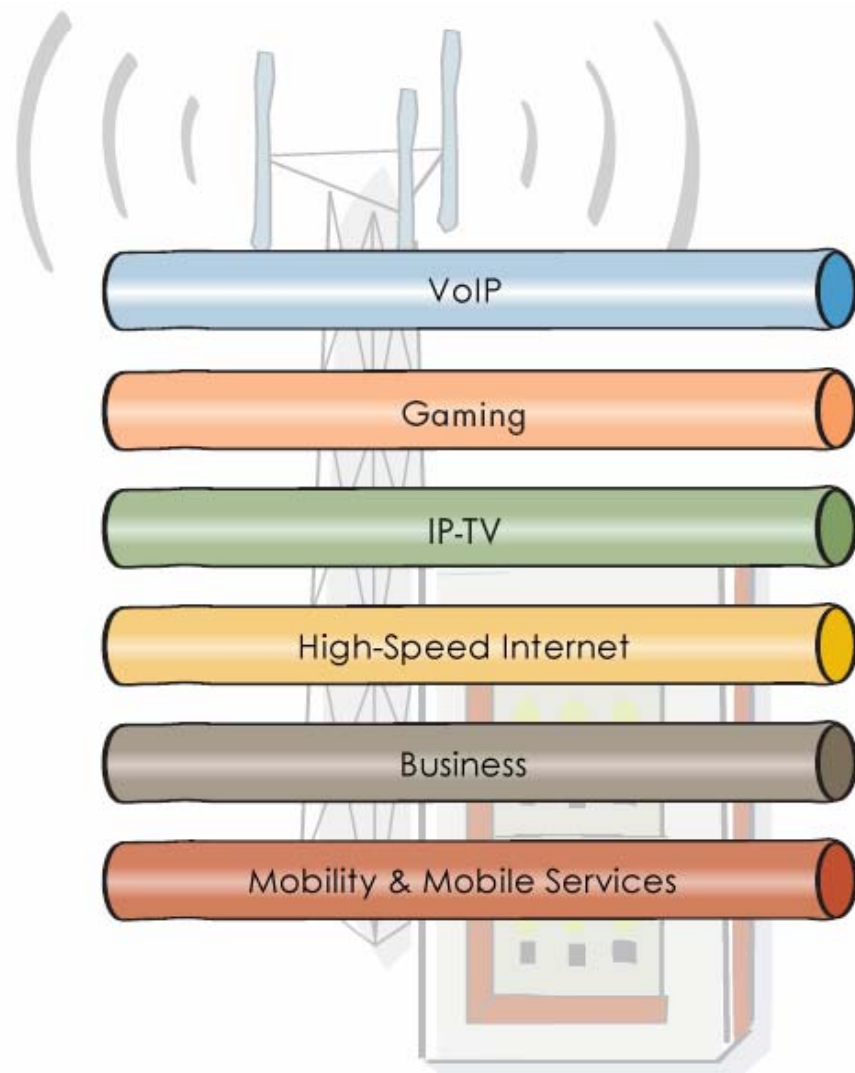 VoIP
Gaming
IP-TV
High-Speed Internet
Business
Mobility & Mobile Services